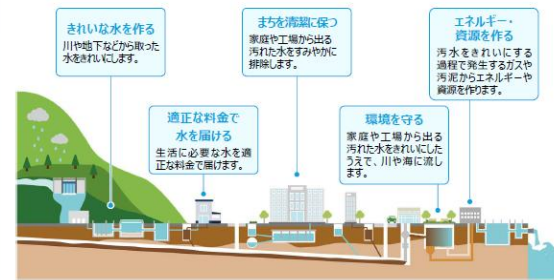 きれいな水を作る
川や地下などから取った
水をきれいにします。
適正な料金で
水を届ける
生活に必要な水を適
正な料金で届けます。
まちを清潔に保つ
家庭や工場から出る
汚れた水をすみやかに
排除します。
環境を守る
家庭や工場から出る
汚れた水をきれいにした
うえで、川や海に流し
ます。
エネルギー・
資源を作る
汚水をきれいにする
過程で発生するガスや
汚泥からエネルギーや
資源を作ります。